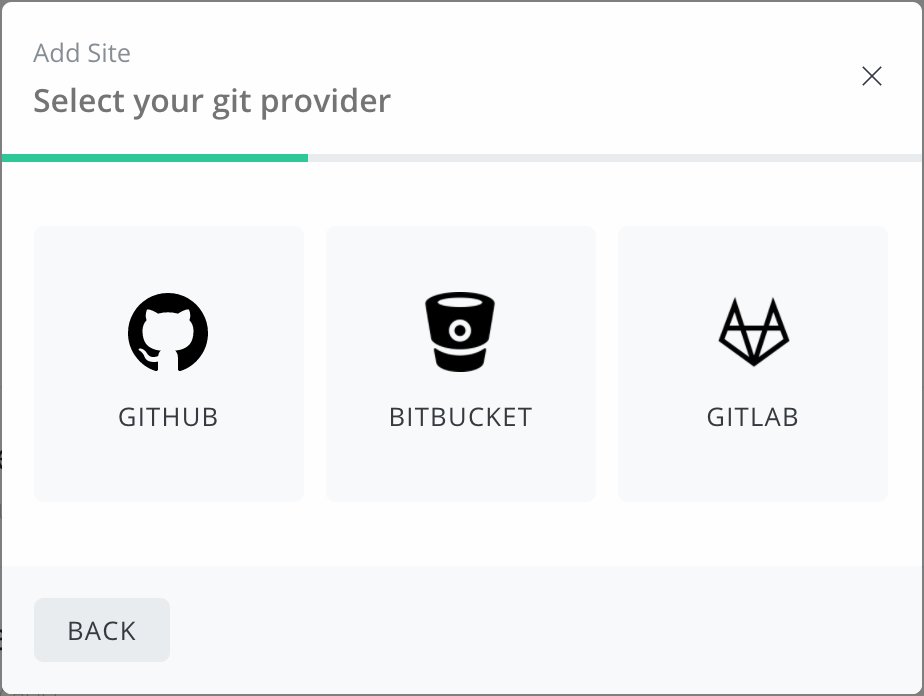 Add Site
Select your git provider
GITHUB
BITBUCKET
GITLAB
BACK